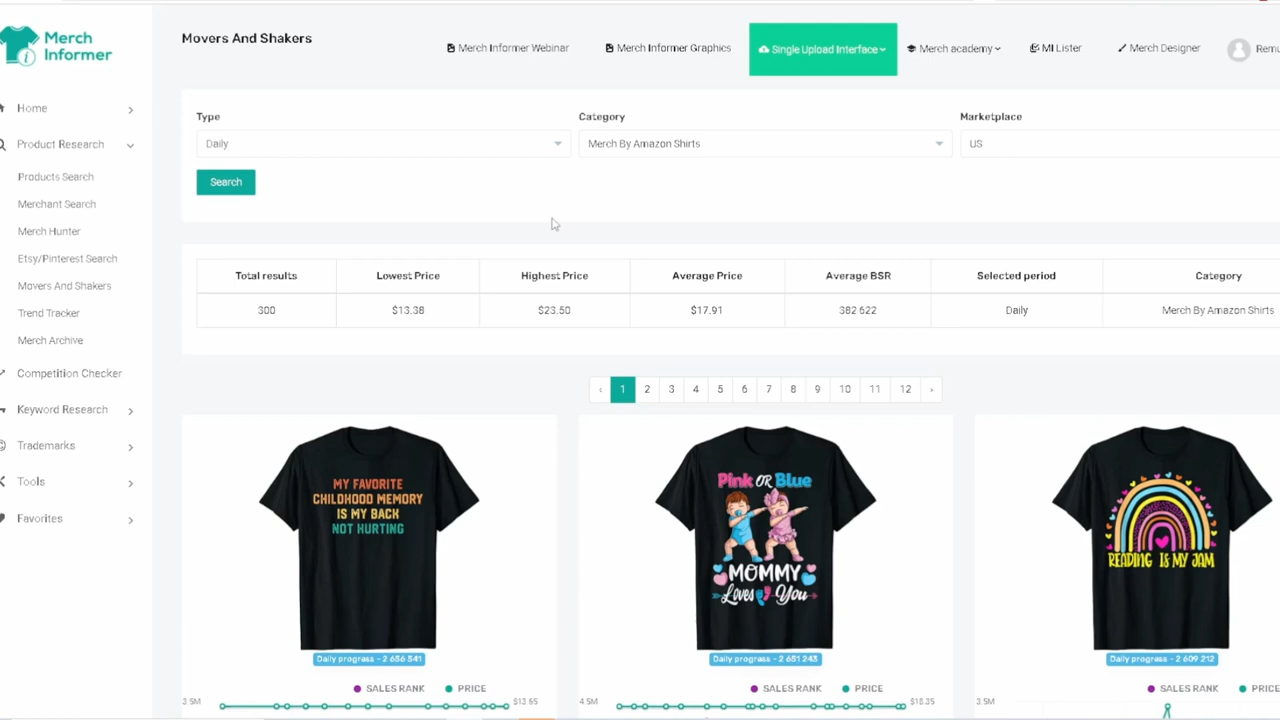 Merch
Informer
Movers And Shakers
Merch Informer Webinar
Merch Informer Graphics
Single Upload Interface
Merch academy
MI Lister
Merch Designer
Home
Product Research
Products Search
Merchant Search
Merch Hunter
Etsy/Pinterest Search
Movers And Shakers
Trend Tracker
Merch Archive
Competition Checker
Keyword Research
Trademarks
Tools
Favorites
Type
Category
Marketplace
Daily
Merch By Amazon Shirts
US
Search
Total results
Lowest Price
Highest Price
Average Price
Average BSR
Selected period
Category
300
$13.38
$23.50
$17.91
382 622
Daily
Merch By Amazon Shirts
‹ 1 2 3 4 5 6 7 8 9 10 11 12 ›
MY FAVORITE
CHILDHOOD MEMORY
IS MY BACK
NOT HURTING
Daily progress - 2 656 341
SALES RANK
PRICE
3.5M
$13.65
Pink OR Blue
MOMMY
Loves You
Daily progress - 2 651 243
SALES RANK
PRICE
4.5M
$18.35
READING IS MY JAM
Daily progress - 2 609 212
SALES RANK
3.5M